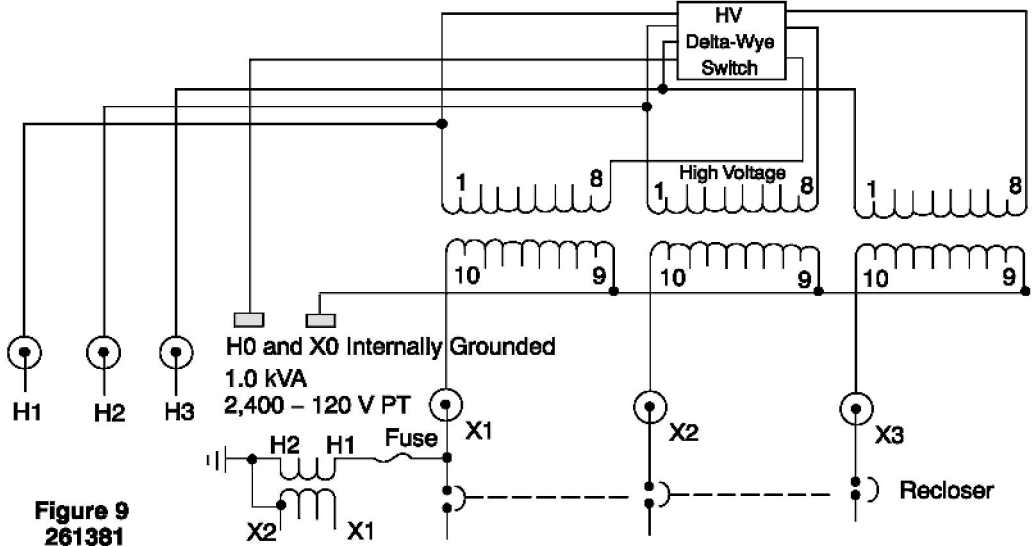 HV
Delta-Wye
Switch
High Voltage
1 8 1 8 1 8
10 9 10 9 10 9
H0 and X0 Internally Grounded
1.0 kVA
2,400 – 120 V PT
H1 H2 H3
X1 X2 X3
H2 H1 Fuse
Recloser
X2 X1
Figure 9
261381